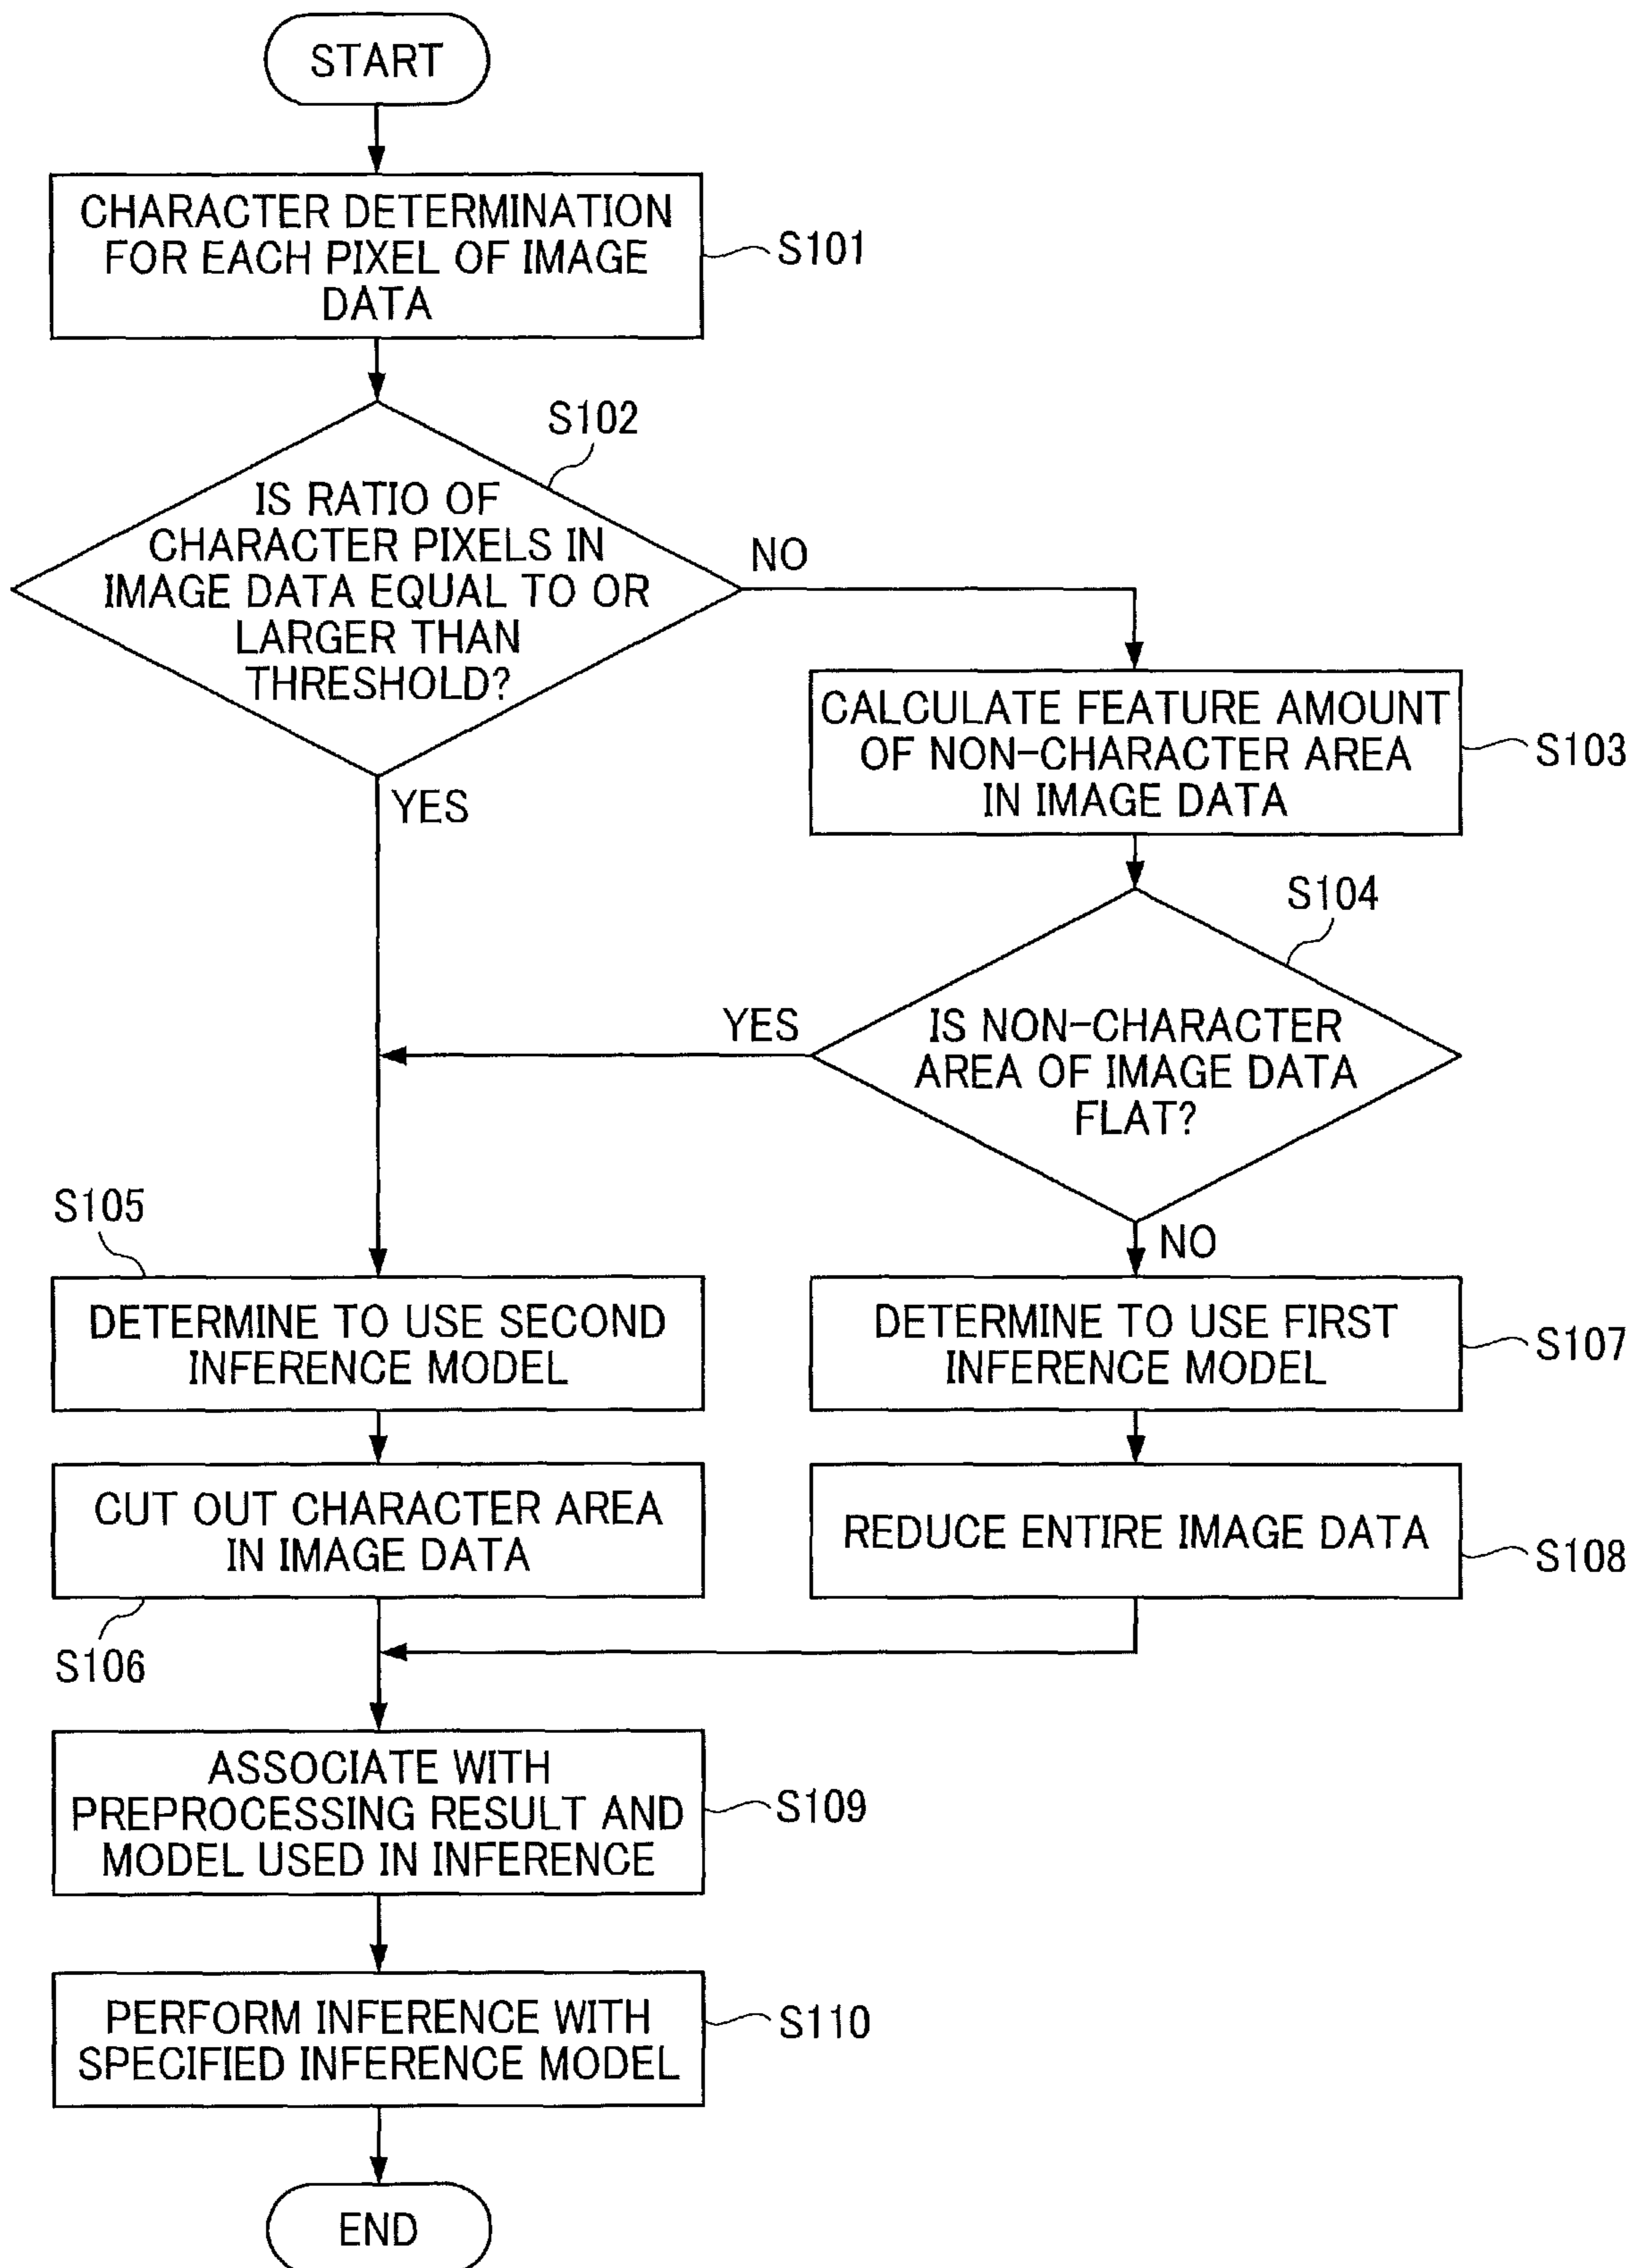 START
CHARACTER DETERMINATION
FOR EACH PIXEL OF IMAGE
DATA
S101
S102
IS RATIO OF
CHARACTER PIXELS IN
IMAGE DATA EQUAL TO OR
LARGER THAN
THRESHOLD?
NO
YES
CALCULATE FEATURE AMOUNT
OF NON-CHARACTER AREA
IN IMAGE DATA
S103
S104
IS NON-CHARACTER
AREA OF IMAGE DATA
FLAT?
YES
NO
S105
DETERMINE TO USE SECOND
INFERENCE MODEL
DETERMINE TO USE FIRST
INFERENCE MODEL
S107
CUT OUT CHARACTER AREA
IN IMAGE DATA
S106
REDUCE ENTIRE IMAGE DATA
S108
ASSOCIATE WITH
PREPROCESSING RESULT AND
MODEL USED IN INFERENCE
S109
PERFORM INFERENCE WITH
SPECIFIED INFERENCE MODEL
S110
END